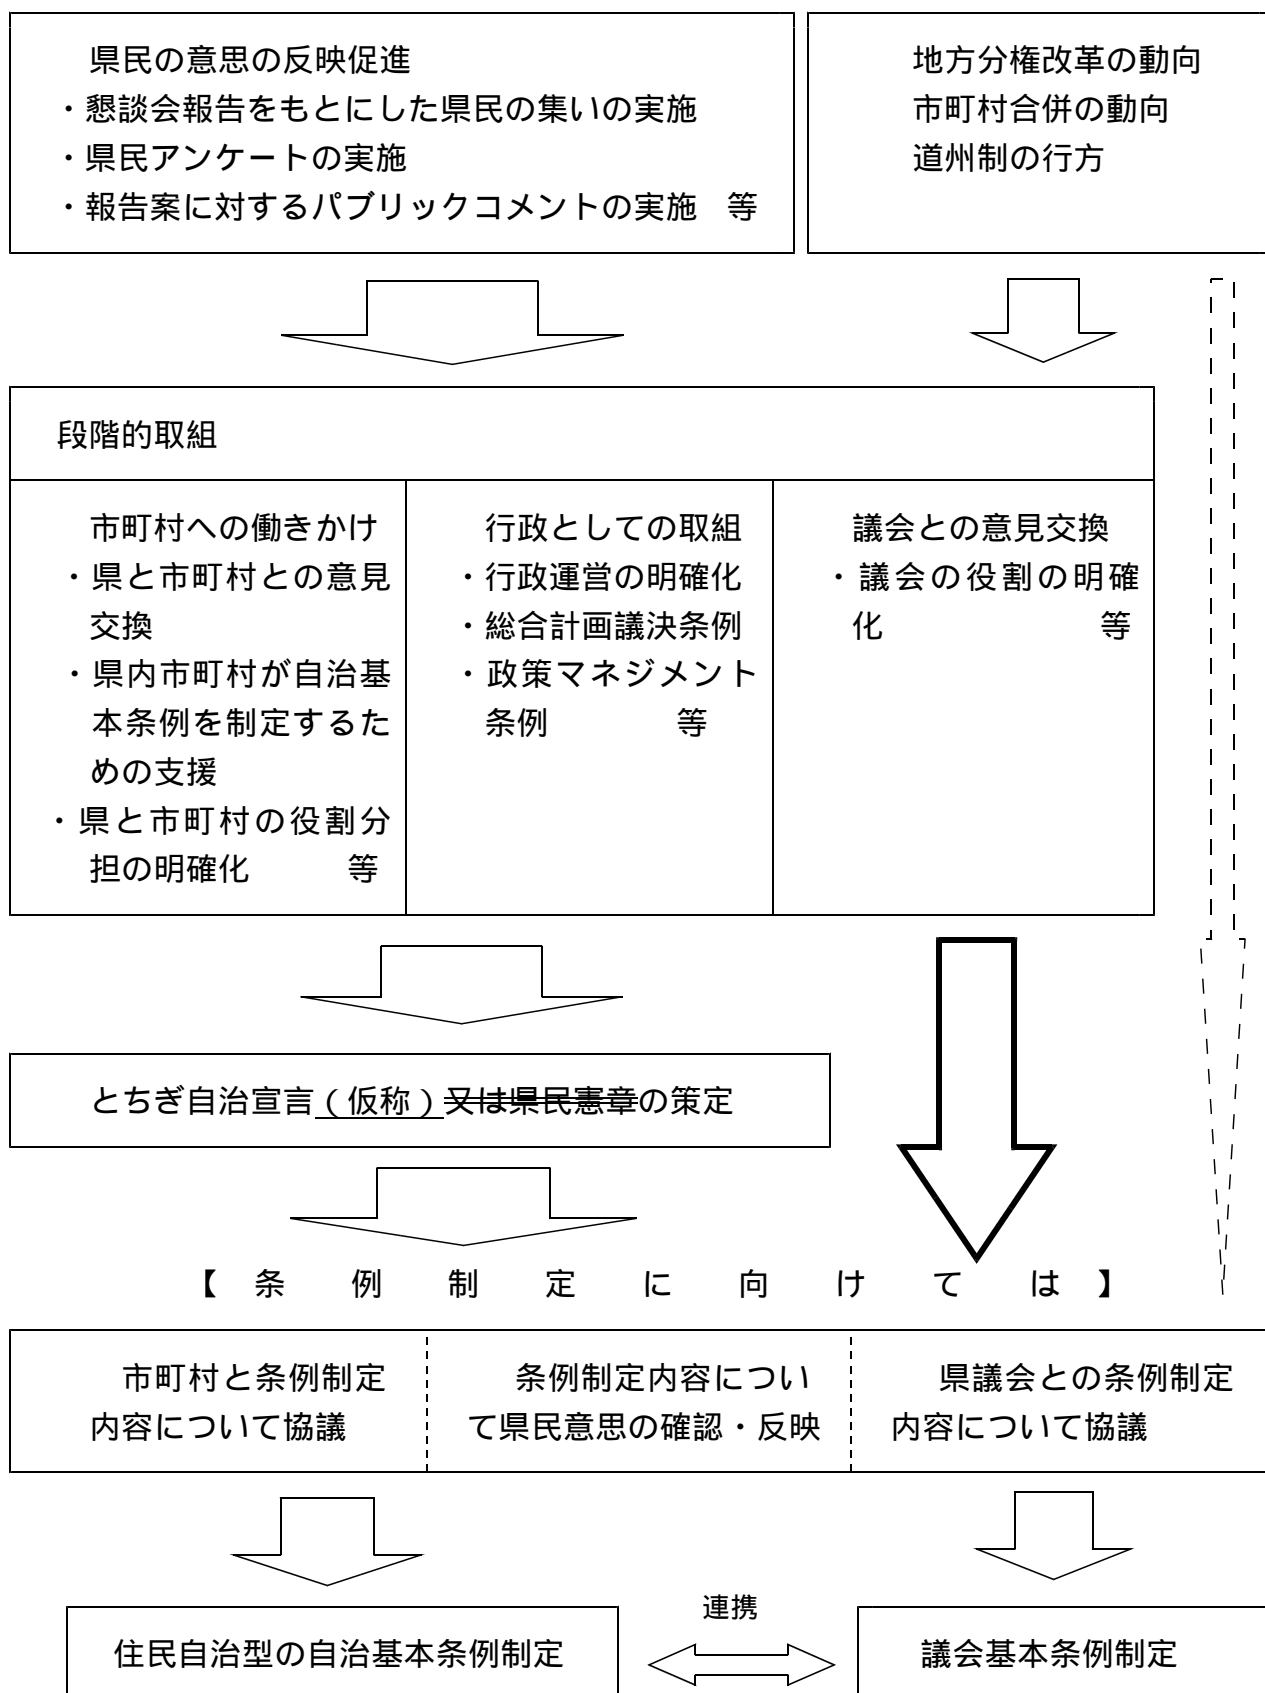 県民の意思の反映促進
・懇談会報告をもとにした県民の集いの実施
・県民アンケートの実施
・報告案に対するパブリックコメントの実施　等
地方分権改革の動向
市町村合併の動向
道州制の行方
段階的取組
市町村への働きかけ
・県と市町村との意見
交換
・県内市町村が自治基
本条例を制定するた
めの支援
・県と市町村の役割分
担の明確化　　　等
行政としての取組
・行政運営の明確化
・総合計画議決条例
・政策マネジメント
条例　　　　等
議会との意見交換
・議会の役割の明確
化　　　　　　　等
とちぎ自治宣言（仮称）又は県民憲章の策定
【　条　例　制　定　に　向　け　て　は　】
市町村と条例制定
内容について協議
条例制定内容につい
て県民意思の確認・反映
県議会との条例制定
内容について協議
連携
住民自治型の自治基本条例制定
議会基本条例制定